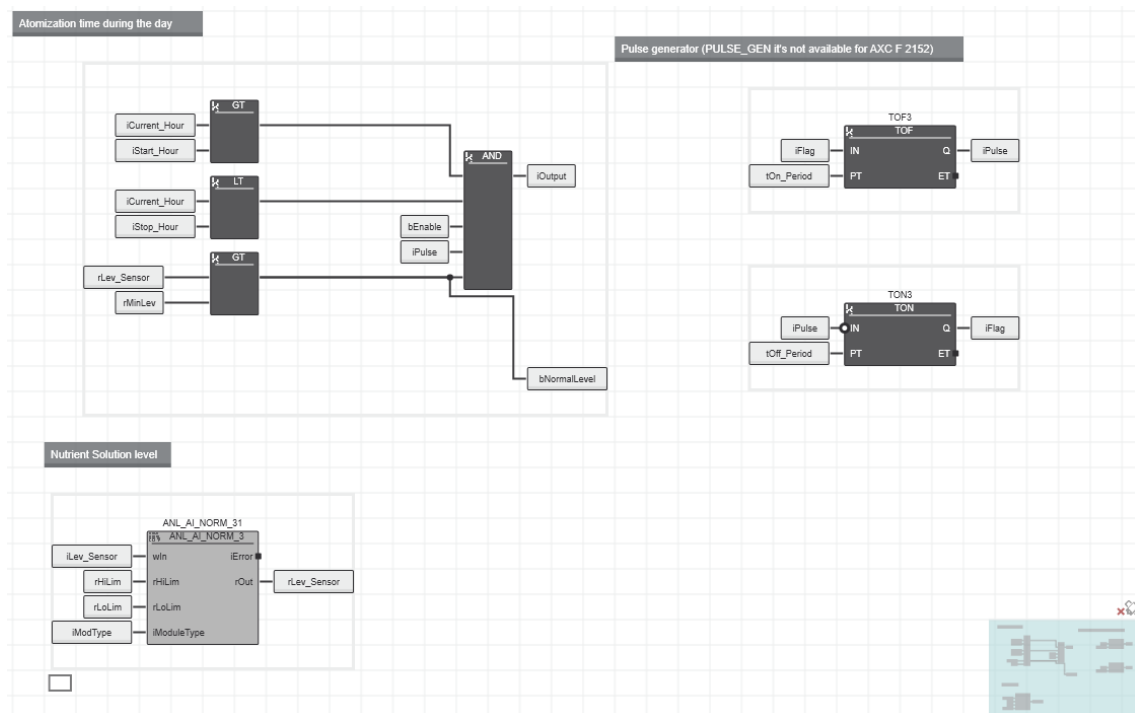 Atomization time during the day
Pulse generator (PULSE_GEN it's not available for AXC F 2152)
GT
iCurrent_Hour
iStart_Hour
LT
iCurrent_Hour
iStop_Hour
GT
rLev_Sensor
rMinLev
AND
bEnable
iPulse
iOutput
bNormalLevel
TOF3
TOF
iFlag
IN
Q
iPulse
tOn_Period
PT
ET
TON3
TON
iPulse
IN
Q
iFlag
tOff_Period
PT
ET
Nutrient Solution level
ANL_AI_NORM_31
ANL_AI_NORM_3
iLev_Sensor
wIn
iError
rHiLim
rHiLim
rOut
rLev_Sensor
rLoLim
rLoLim
iModType
iModuleType